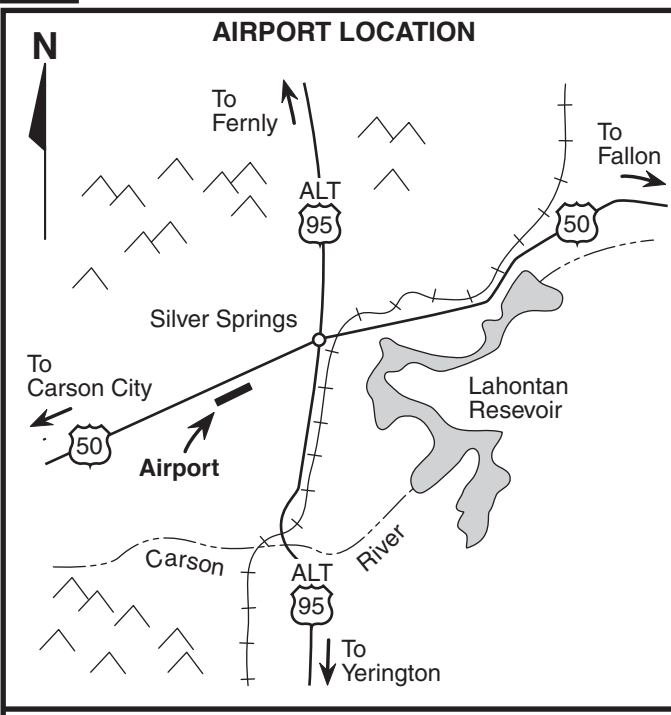 AIRPORT LOCATION
N
To
Fernly
To
Fallon
ALT
95
50
Silver Springs
To
Carson City
Lahontan
Resevoir
50
Airport
Carson
River
ALT
95
To
Yerington